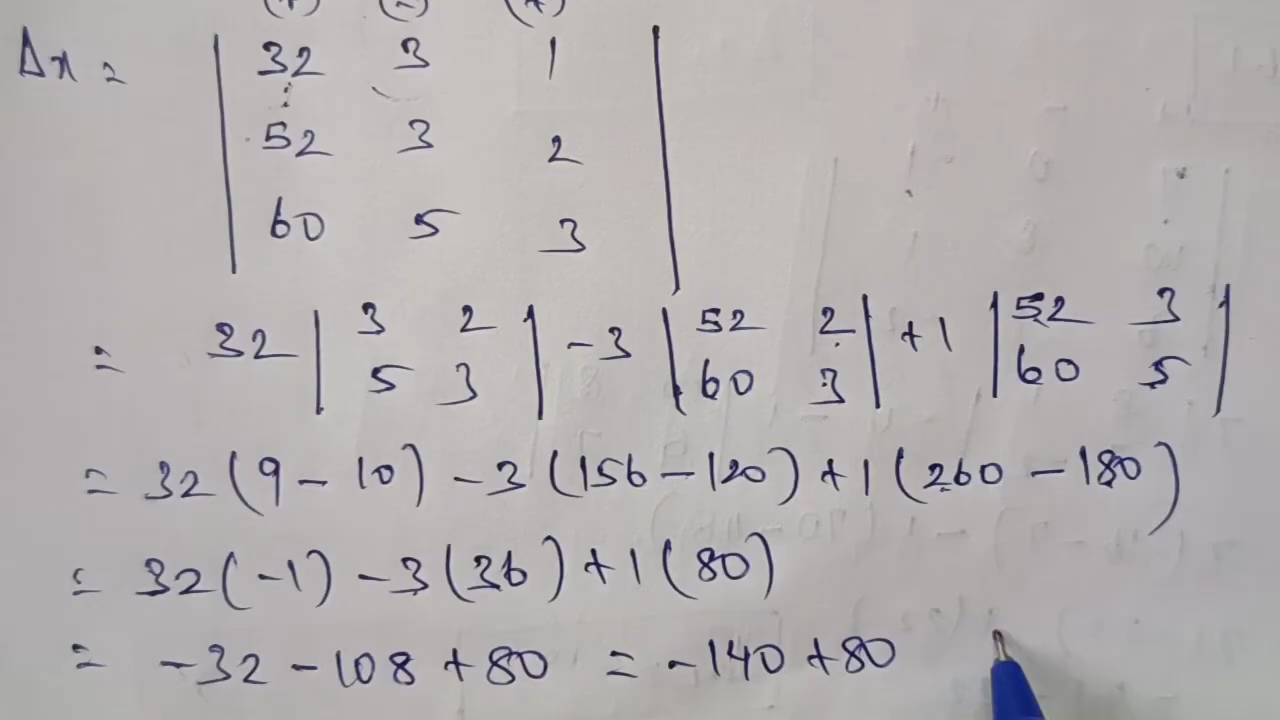 (+) (-) (+)
Δx = | 32 3 1 |
| 52 3 2 |
| 60 5 3 |
= 32 | 3 2 | -3 | 52 2 | +1 | 52 3 |
| 5 3 | | 60 3 | | 60 5 |
= 32 (9 - 10) - 3 (156 - 120) + 1 (260 - 180)
= 32 (-1) - 3 (36) + 1 (80)
= -32 - 108 + 80 = -140 + 80